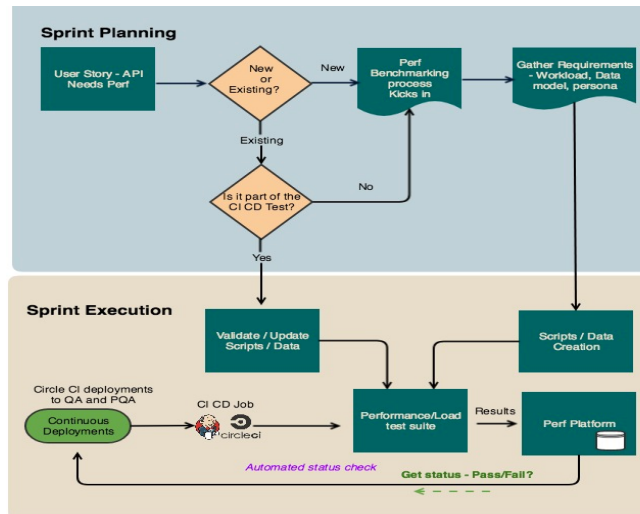 Sprint Planning
User Story - API
Needs Perf
New
or
Existing?
New
Perf
Benchmarking
process
Kicks in
Gather Requirements
- Workload, Data
model, persona
Existing
Is it part of the
CI CD Test?
No
Yes
Sprint Execution
Validate / Update
Scripts / Data
Scripts / Data
Creation
Circle CI deployments
to QA and PQA
Continuous
Deployments
CI CD Job
circleci
Performance/Load
test suite
Results
Perf Platform
Automated status check
Get status - Pass/Fail?